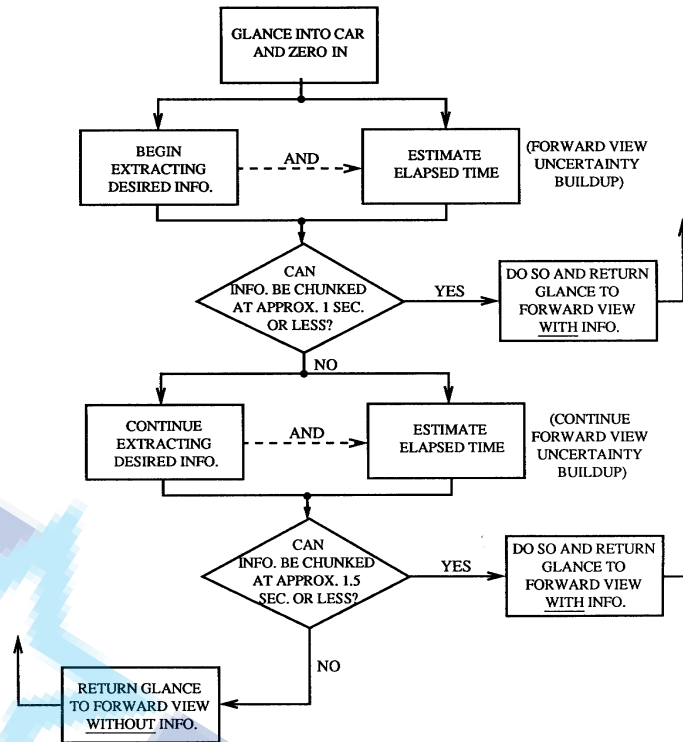 GLANCE INTO CAR
AND ZERO IN
BEGIN
EXTRACTING
DESIRED INFO.
AND
ESTIMATE
ELAPSED TIME
(FORWARD VIEW
UNCERTAINTY
BUILDUP)
CAN
INFO. BE CHUNKED
AT APPROX. 1 SEC.
OR LESS?
YES
DO SO AND RETURN
GLANCE TO
FORWARD VIEW
WITH INFO.
NO
CONTINUE
EXTRACTING
DESIRED INFO.
AND
ESTIMATE
ELAPSED TIME
(CONTINUE
FORWARD VIEW
UNCERTAINTY
BUILDUP)
CAN
INFO. BE CHUNKED
AT APPROX. 1.5
SEC. OR LESS?
YES
DO SO AND RETURN
GLANCE TO
FORWARD VIEW
WITH INFO.
NO
RETURN GLANCE
TO FORWARD VIEW
WITHOUT INFO.